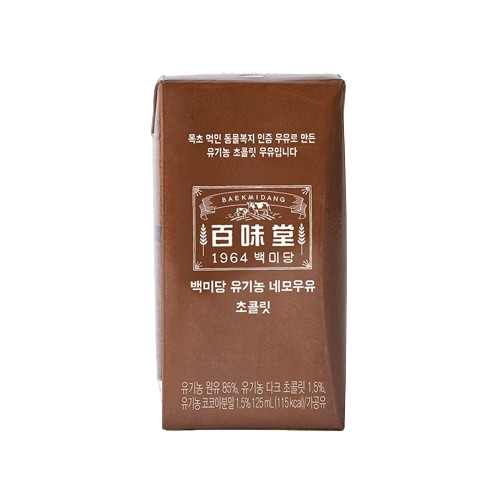 목초 먹인 동물복지 인증 우유로 만든
유기농 초콜릿 우유입니다
BAEKMIDANG
百味堂
1964 백미당
백미당 유기농 네모우유
초콜릿
유기농 원유 85%, 유기농 다크 초콜릿 1.5%,
유기농코코아분말 1.5% 125 mL (115 kcal)/가공유